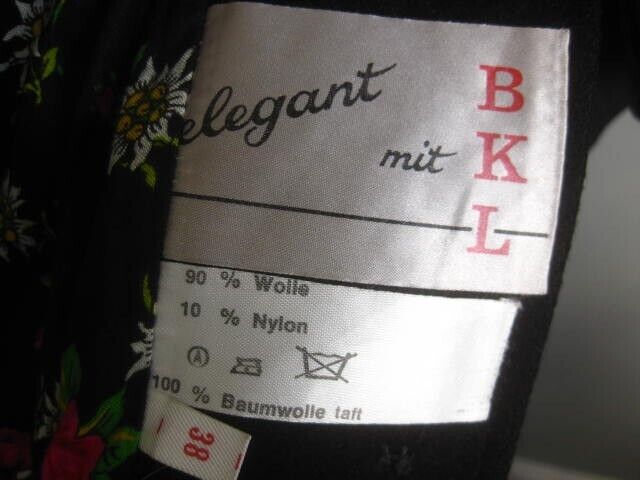 elegant
mit
B
K
L
90 % Wolle
10 % Nylon
A
100 % Baumwolle taft
38